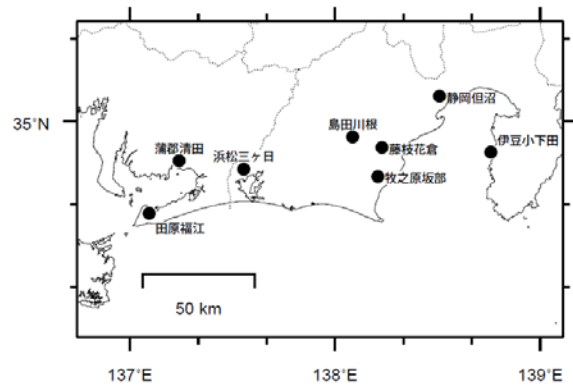 静岡但沼
35°N
島田川根
藤枝花倉
伊豆小下田
蒲郡清田
浜松三ヶ日
牧之原坂部
田原福江
50 km
137°E
138°E
139°E